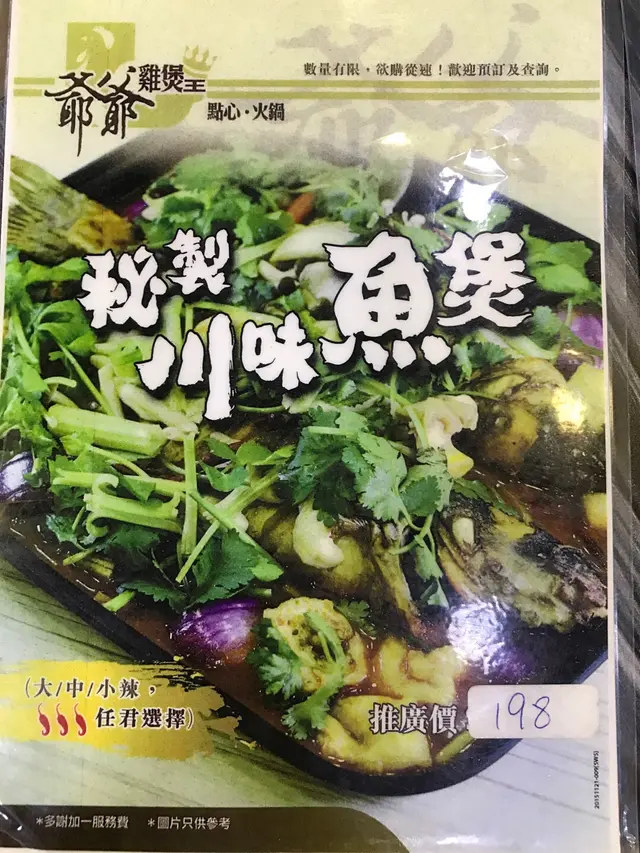 爺爺雞煲王
點心·火鍋
數量有限，欲購從速！歡迎預訂及查詢。
秘製
川味魚煲
(大/中/小辣，
任君選擇)
推廣價
198
*多謝加一服務費 *圖片只供參考